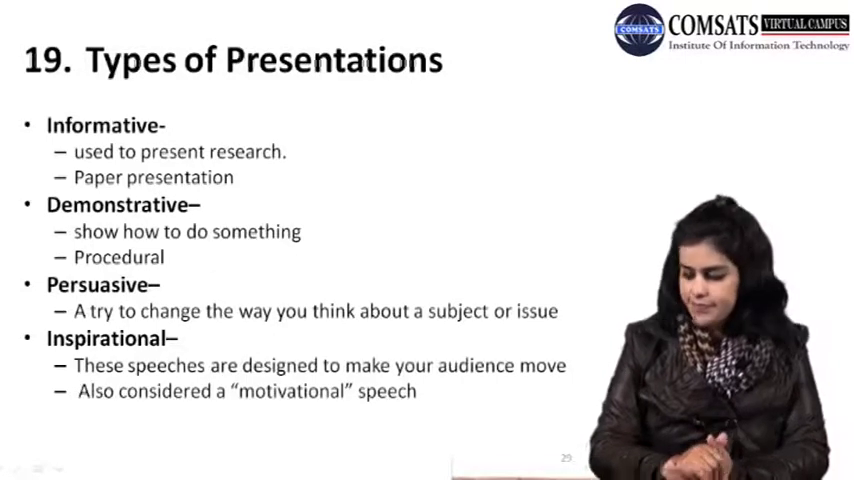 COMSATS VIRTUAL CAMPUS
COMSATS
Institute Of Information Technology
19. Types of Presentations
• Informative-
– used to present research.
– Paper presentation
• Demonstrative–
– show how to do something
– Procedural
• Persuasive–
– A try to change the way you think about a subject or issue
• Inspirational–
– These speeches are designed to make your audience move
– Also considered a “motivational” speech
29